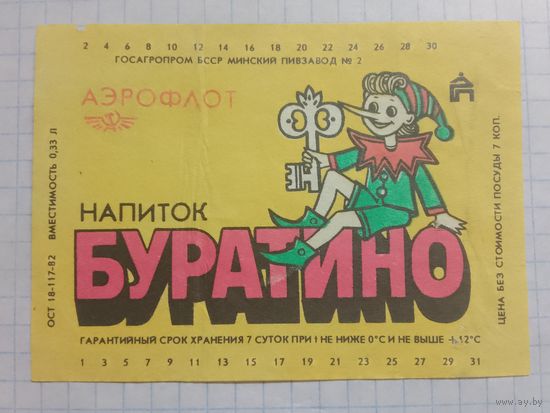 2 4 6 8 10 12 14 16 18 20 22 24 26 28 30
ГОСАГРОПРОМ БССР МИНСКИЙ ПИВЗАВОД № 2
АЭРОФЛОТ
ОСТ 18-117-82 ВМЕСТИМОСТЬ 0,33 Л
НАПИТОК
БУРАТИНО
ЦЕНА БЕЗ СТОИМОСТИ ПОСУДЫ 7 КОП.
ГАРАНТИЙНЫЙ СРОК ХРАНЕНИЯ 7 СУТОК ПРИ t НЕ НИЖЕ 0°С И НЕ ВЫШЕ +12°С
1 3 5 7 9 11 13 15 17 19 21 23 25 27 29 31
www.ay.by